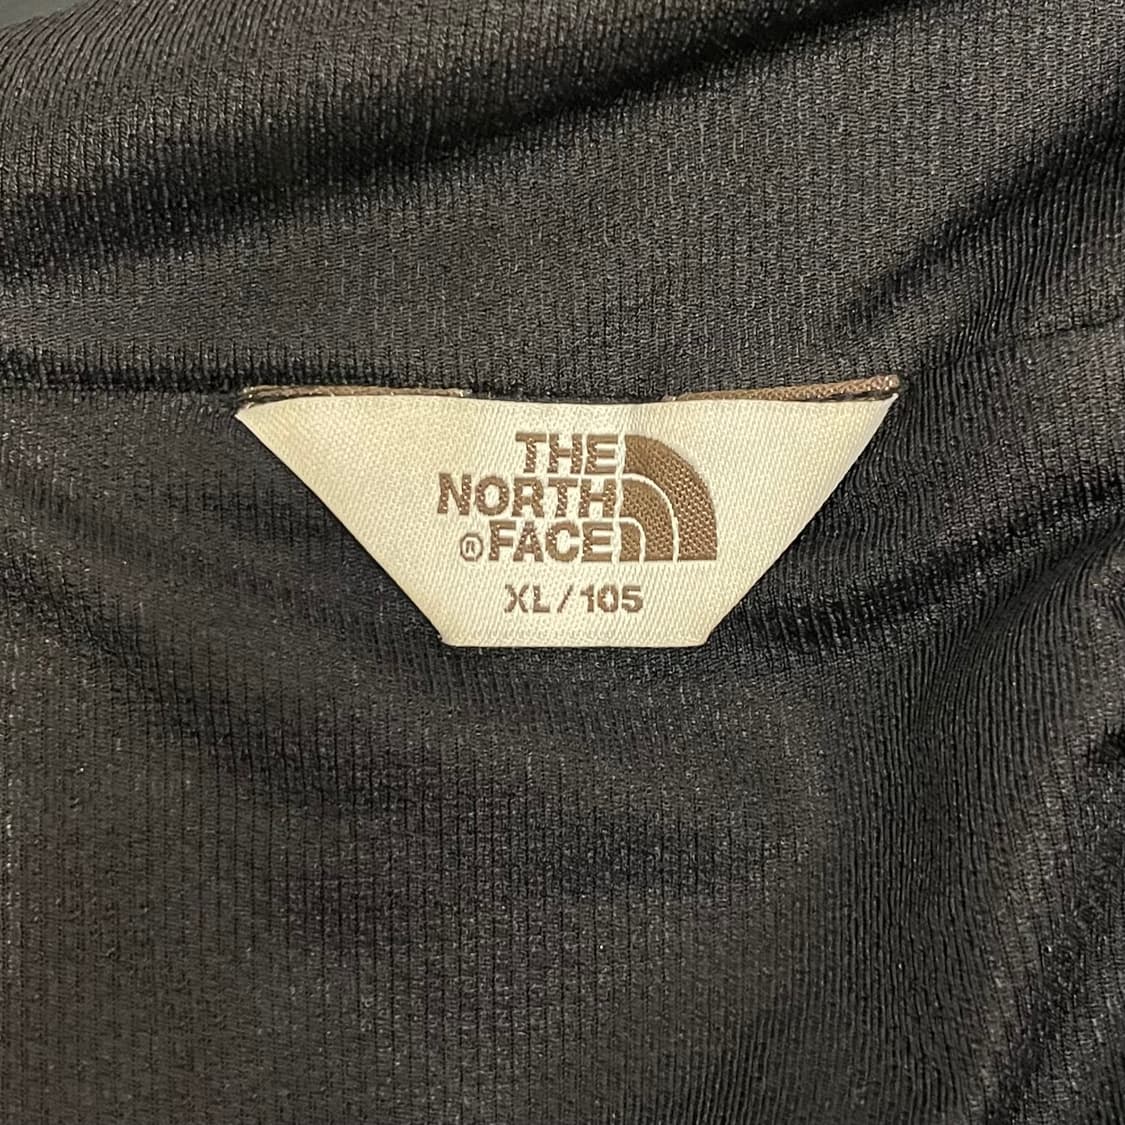 THE
NORTH
®FACE
XL/105